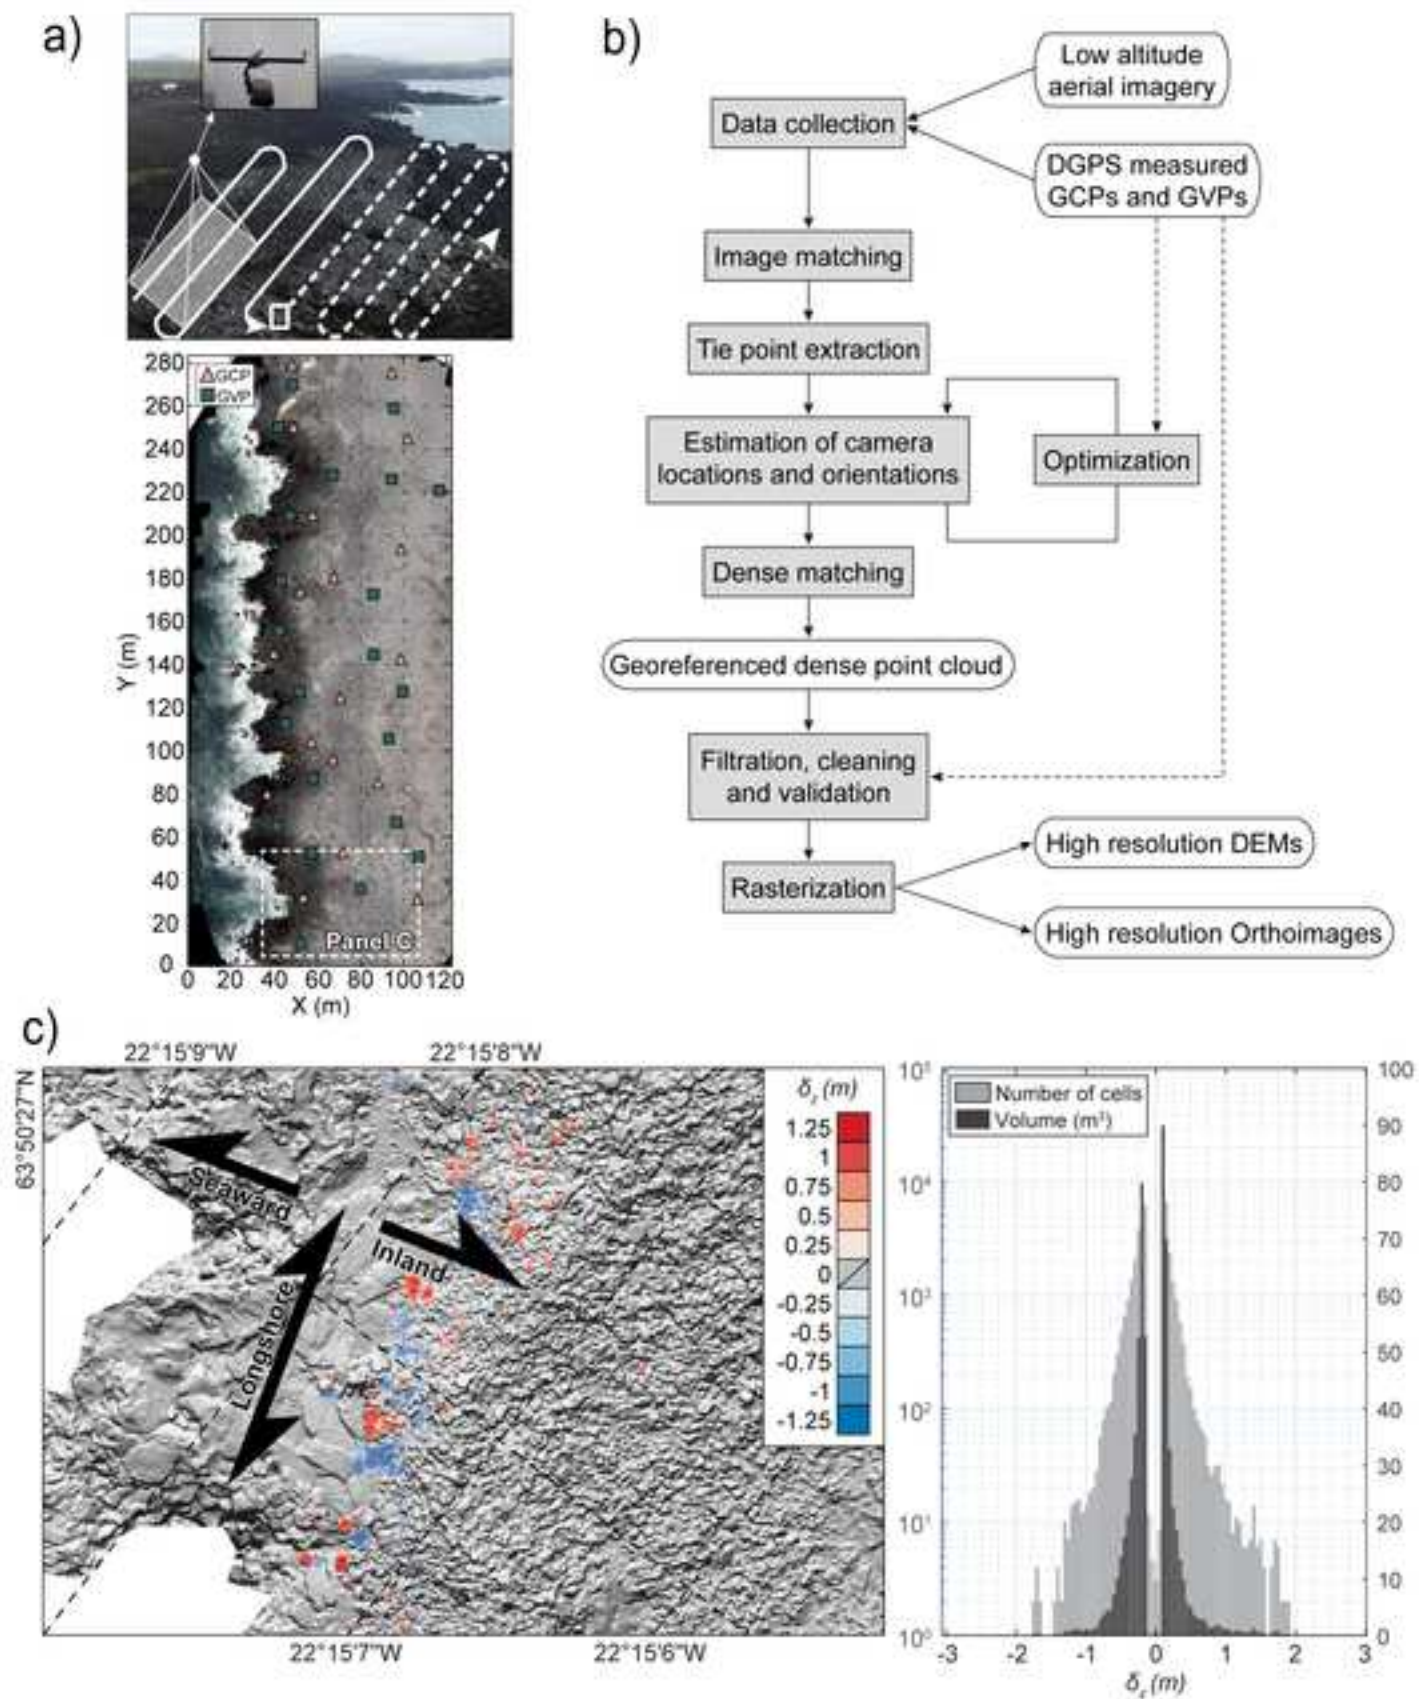 a)
GCP
GVP
280
260
240
220
200
180
160
140
120
100
80
60
40
20
0
Y (m)
Panel C
0 20 40 60 80 100 120
X (m)
b)
Low altitude
aerial imagery
Data collection
DGPS measured
GCPs and GVPs
Image matching
Tie point extraction
Estimation of camera
locations and orientations
Optimization
Dense matching
Georeferenced dense point cloud
Filtration, cleaning
and validation
High resolution DEMs
Rasterization
High resolution Orthoimages
c)
22°15'9"W 22°15'8"W
63°50'27"N
Seaward
Inland
Longshore
δz (m)
1.25
1
0.75
0.5
0.25
0
-0.25
-0.5
-0.75
-1
-1.25
22°15'7"W 22°15'6"W
Number of cells
Volume (m³)
10⁵
10⁴
10³
10²
10¹
10⁰
100
90
80
70
60
50
40
30
20
10
0
-3 -2 -1 0 1 2 3
δz (m)